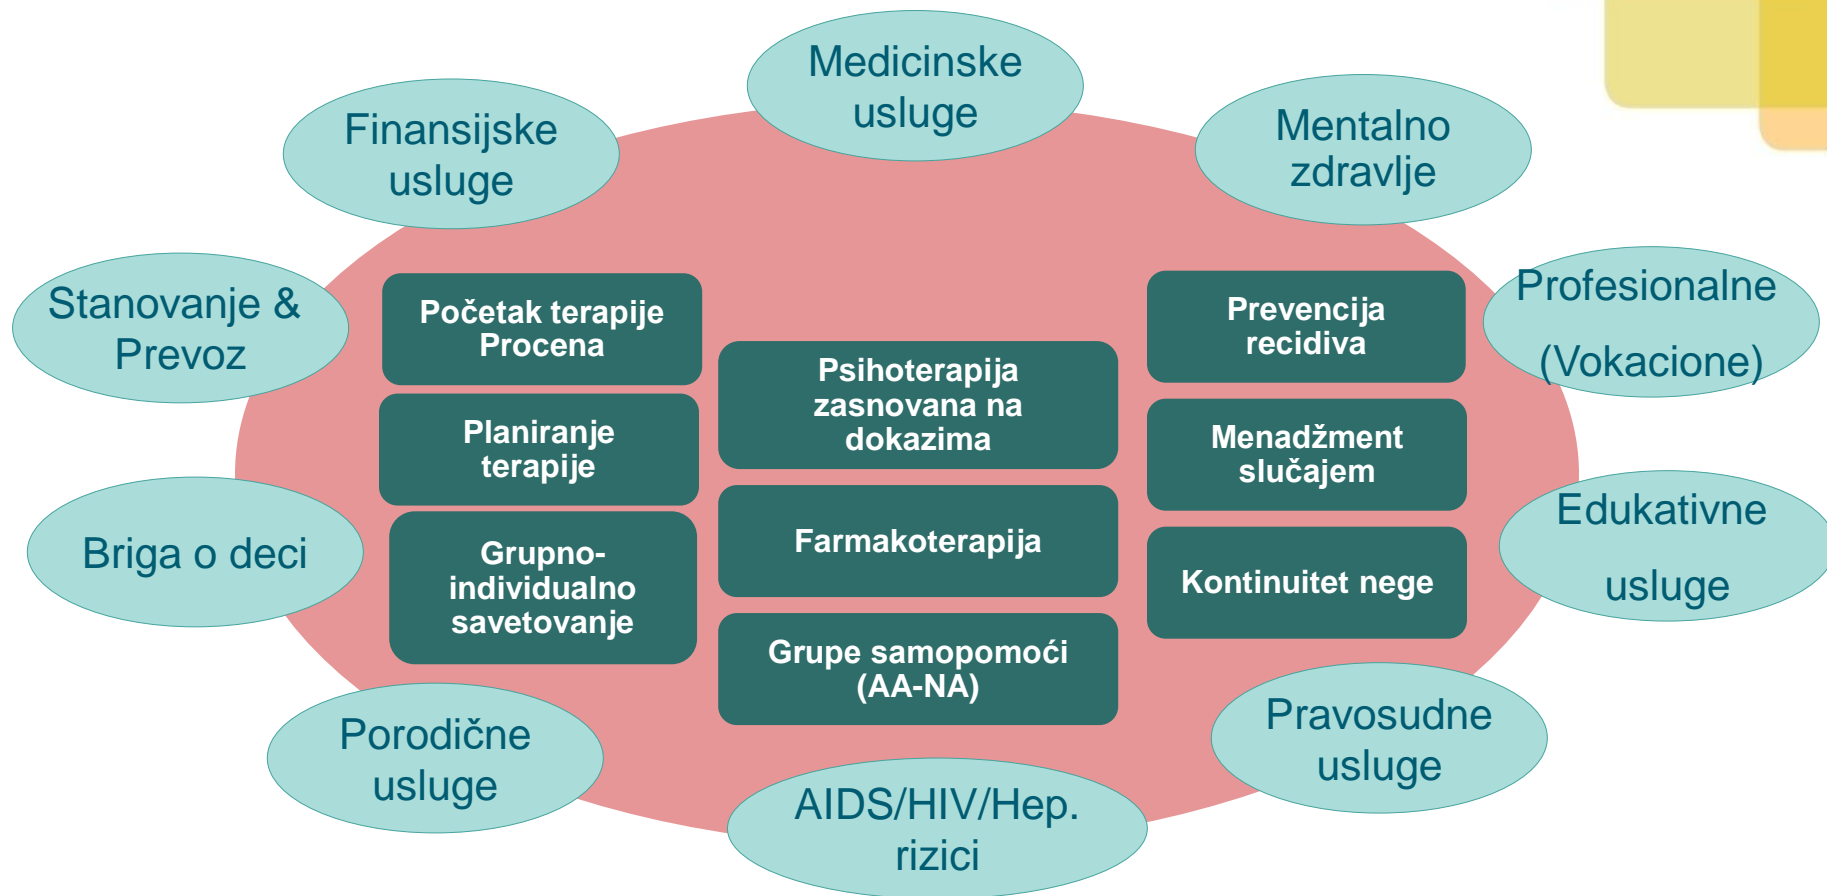 Medicinske
usluge
Finansijske
usluge
Mentalno
zdravlje
Stanovanje &
Prevoz
Profesionalne
(Vokacione)
Početak terapije
Procena
Planiranje
terapije
Grupno-
individualno
savetovanje
Psihoterapija
zasnovana na
dokazima
Farmakoterapija
Grupe samopomoći
(AA-NA)
Prevencija
recidiva
Menadžment
slučajem
Kontinuitet nege
Briga o deci
Edukativne
usluge
Porodične
usluge
AIDS/HIV/Hep.
rizici
Pravosudne
usluge